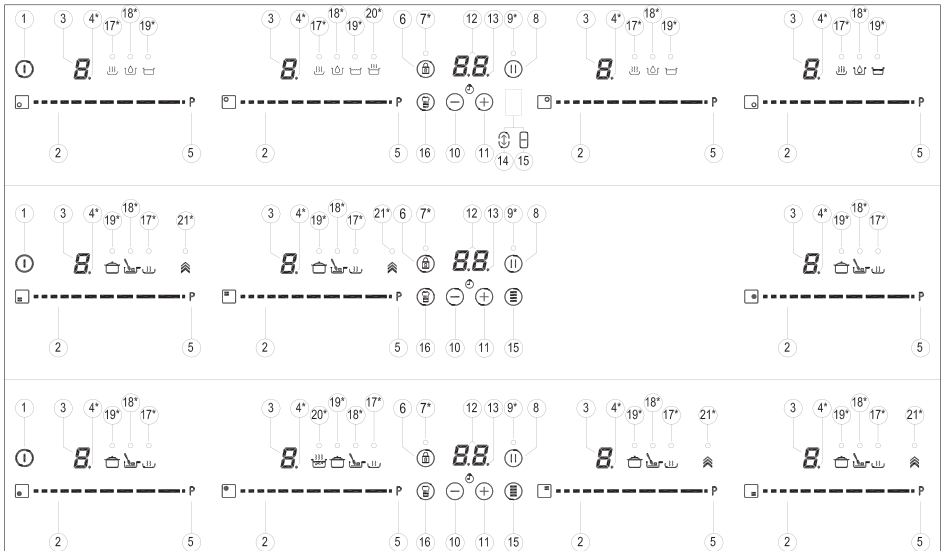 1 3 4* 17* 18* 19* 3 4* 17* 18* 19* 20* 6 7* 12 13 9* 8 3 4* 17* 18* 19* 3 4* 17* 18* 19*
8. 8. 8.8. 8. 8.
P P P P
2 5 2 5 16 10 11 14 15 2 5 2 5
1 3 4* 19* 18* 17* 21* 3 4* 19* 18* 17* 21* 6 7* 12 13 9* 8 3 4* 19* 18* 17*
8. 8. 8.8. 8.
P P P
2 5 2 5 16 10 11 15 2 5
1 3 4* 19* 18* 17* 3 4* 20* 19* 18* 17* 6 7* 12 13 9* 8 3 4* 19* 18* 17* 21* 3 4* 19* 18* 17* 21*
8. 8. 8.8. 8. 8.
P P P P
2 5 2 5 16 10 11 15 2 5 2 5